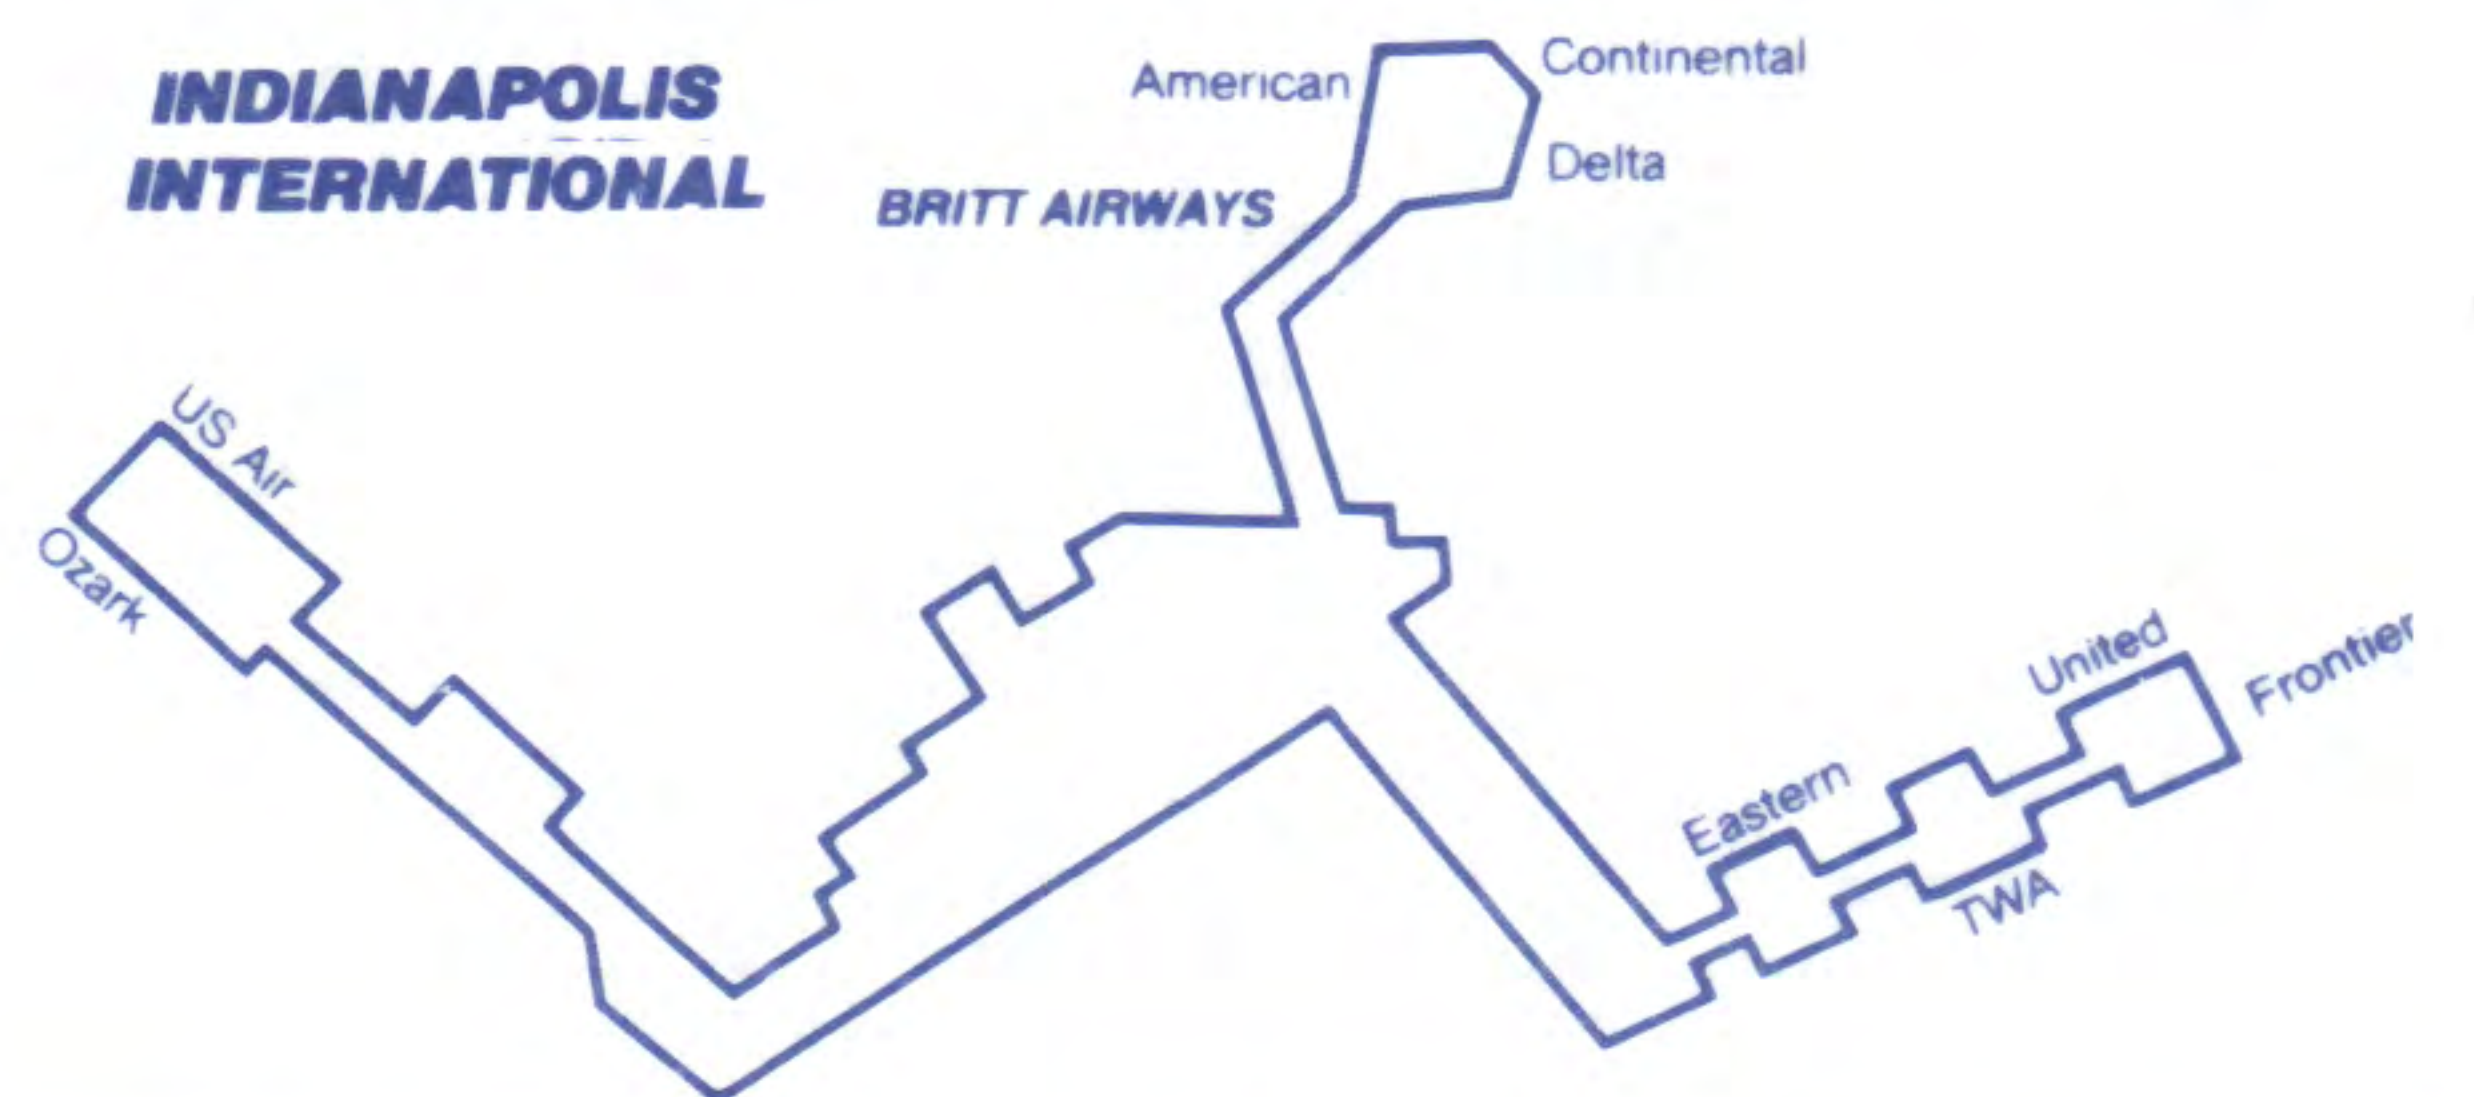 INDIANAPOLIS
INTERNATIONAL
American
Continental
Delta
BRITT AIRWAYS
US Air
Ozark
United
Frontier
Eastern
TWA